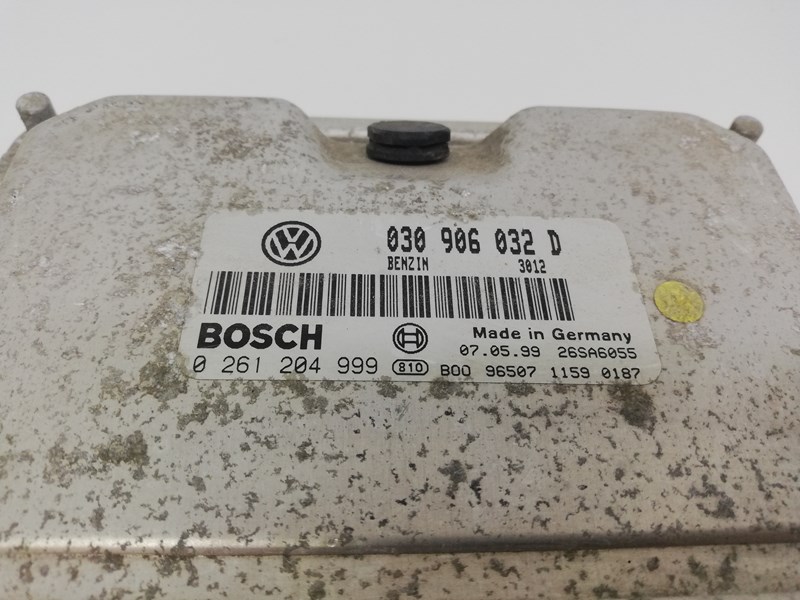 030 906 032 D
BENZIN 3012
BOSCH Made in Germany
07.05.99 26SA6055
0 261 204 999 810 B00 96507 1159 0187